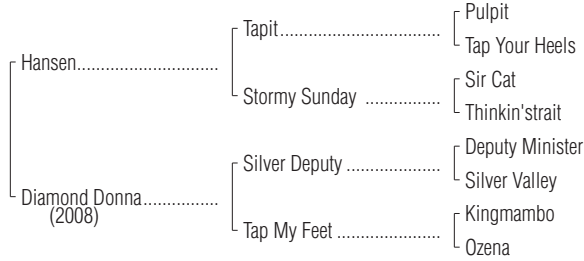 Pulpit
Tapit
Tap Your Heels
Hansen
Sir Cat
Stormy Sunday
Thinkin'strait
Deputy Minister
Silver Deputy
Silver Valley
Diamond Donna
(2008)
Kingmambo
Tap My Feet
Ozena